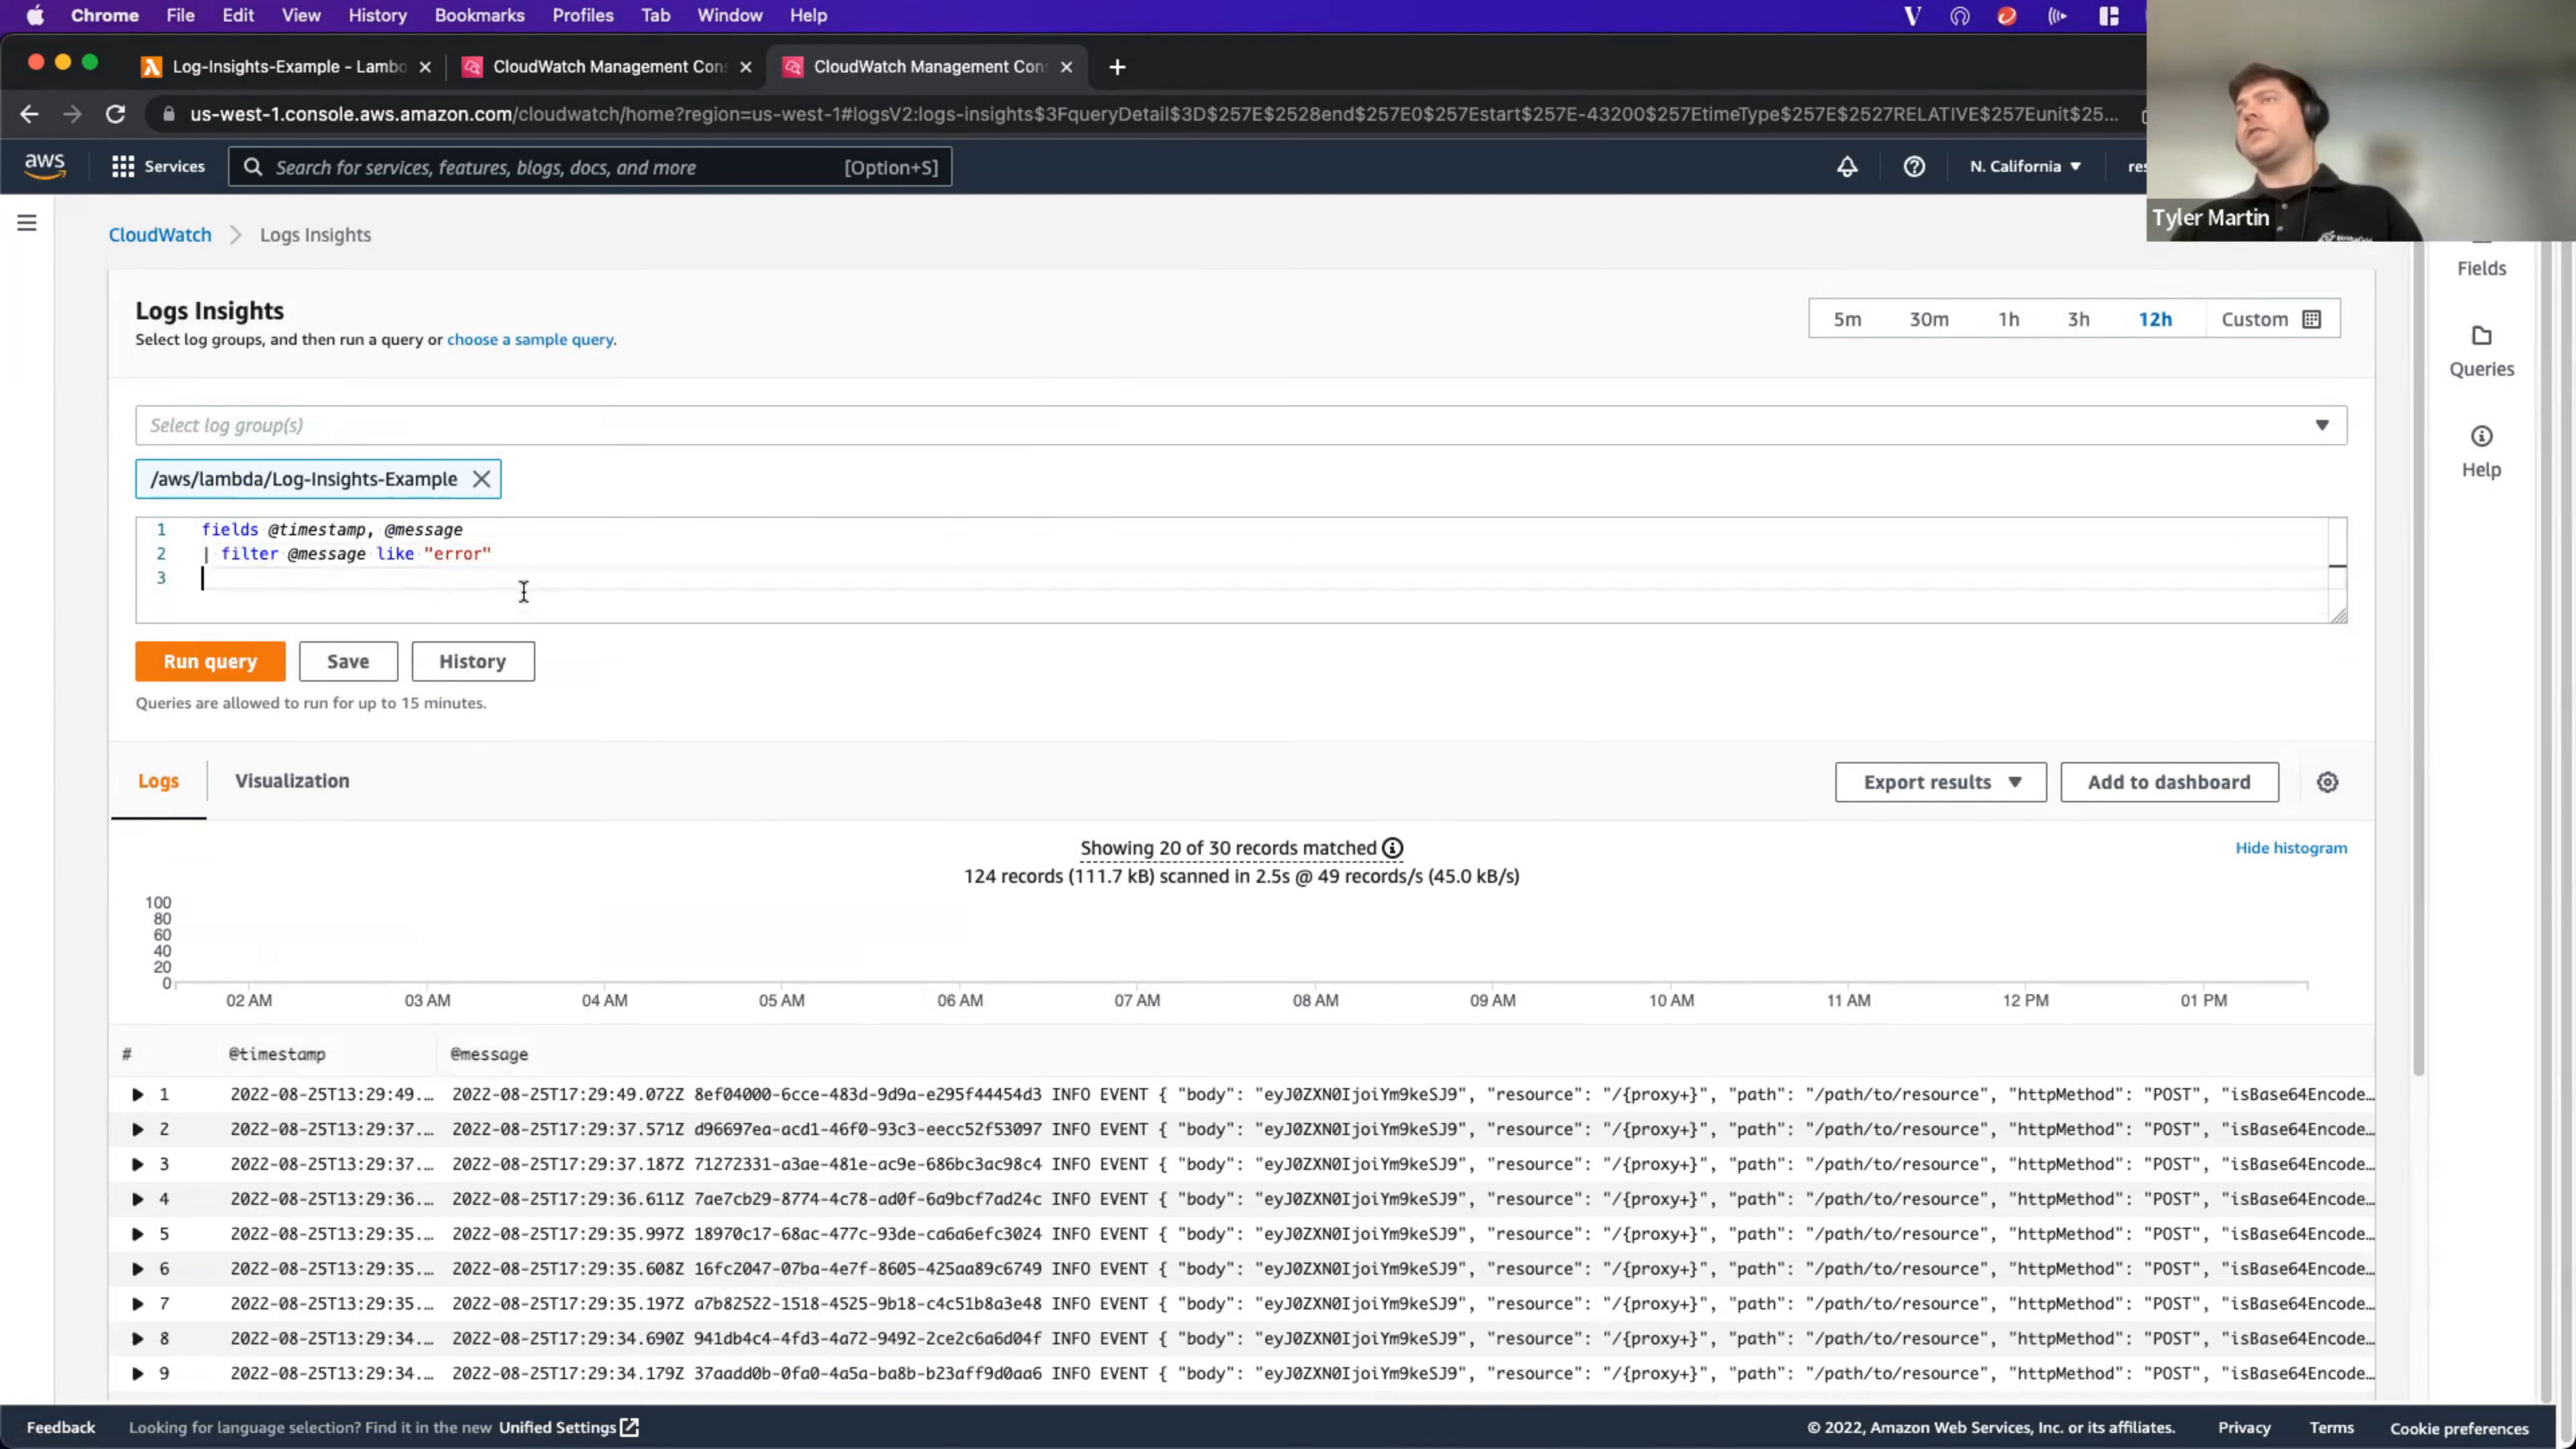 Chrome File Edit View History Bookmarks Profiles Tab Window Help
Log-Insights-Example - Lambd
CloudWatch Management Con
CloudWatch Management Con
us-west-1.console.aws.amazon.com/cloudwatch/home?region=us-west-1#logsV2:logs-insights$3FqueryDetail$3D$257E$2528end$257E0$257Estart$257E-43200$257EtimeType$257E$2527RELATIVE$257Eunit$25...
aws Services Search for services, features, blogs, docs, and more [Option+S] N. California res
Tyler Martin
CloudWatch > Logs Insights
Fields
Queries
Help
Logs Insights
Select log groups, and then run a query or choose a sample query.
5m 30m 1h 3h 12h Custom
Select log group(s)
/aws/lambda/Log-Insights-Example
1 fields @timestamp, @message
2 | filter @message like "error"
3
Run query Save History
Queries are allowed to run for up to 15 minutes.
Logs Visualization Export results Add to dashboard
Showing 20 of 30 records matched
Hide histogram
124 records (111.7 kB) scanned in 2.5s @ 49 records/s (45.0 kB/s)
100
80
60
40
20
0
02 AM 03 AM 04 AM 05 AM 06 AM 07 AM 08 AM 09 AM 10 AM 11 AM 12 PM 01 PM
# @timestamp @message
1 2022-08-25T13:29:49.… 2022-08-25T17:29:49.072Z 8ef04000-6cce-483d-9d9a-e295f44454d3 INFO EVENT { "body": "eyJ0ZXN0IjoiYm9keSJ9", "resource": "/{proxy+}", "path": "/path/to/resource", "httpMethod": "POST", "isBase64Encode…
2 2022-08-25T13:29:37.… 2022-08-25T17:29:37.571Z d96697ea-acd1-46f0-93c3-eecc52f53097 INFO EVENT { "body": "eyJ0ZXN0IjoiYm9keSJ9", "resource": "/{proxy+}", "path": "/path/to/resource", "httpMethod": "POST", "isBase64Encode…
3 2022-08-25T13:29:37.… 2022-08-25T17:29:37.187Z 71272331-a3ae-481e-ac9e-686bc3ac98c4 INFO EVENT { "body": "eyJ0ZXN0IjoiYm9keSJ9", "resource": "/{proxy+}", "path": "/path/to/resource", "httpMethod": "POST", "isBase64Encode…
4 2022-08-25T13:29:36.… 2022-08-25T17:29:36.611Z 7ae7cb29-8774-4c78-ad0f-6a9bcf7ad24c INFO EVENT { "body": "eyJ0ZXN0IjoiYm9keSJ9", "resource": "/{proxy+}", "path": "/path/to/resource", "httpMethod": "POST", "isBase64Encode…
5 2022-08-25T13:29:35.… 2022-08-25T17:29:35.997Z 18970c17-68ac-477c-93de-ca6a6efc3024 INFO EVENT { "body": "eyJ0ZXN0IjoiYm9keSJ9", "resource": "/{proxy+}", "path": "/path/to/resource", "httpMethod": "POST", "isBase64Encode…
6 2022-08-25T13:29:35.… 2022-08-25T17:29:35.608Z 16fc2047-07ba-4e7f-8605-425aa89c6749 INFO EVENT { "body": "eyJ0ZXN0IjoiYm9keSJ9", "resource": "/{proxy+}", "path": "/path/to/resource", "httpMethod": "POST", "isBase64Encode…
7 2022-08-25T13:29:35.… 2022-08-25T17:29:35.197Z a7b82522-1518-4525-9b18-c4c51b8a3e48 INFO EVENT { "body": "eyJ0ZXN0IjoiYm9keSJ9", "resource": "/{proxy+}", "path": "/path/to/resource", "httpMethod": "POST", "isBase64Encode…
8 2022-08-25T13:29:34.… 2022-08-25T17:29:34.690Z 941db4c4-4fd3-4a72-9492-2ce2c6a6d04f INFO EVENT { "body": "eyJ0ZXN0IjoiYm9keSJ9", "resource": "/{proxy+}", "path": "/path/to/resource", "httpMethod": "POST", "isBase64Encode…
9 2022-08-25T13:29:34.… 2022-08-25T17:29:34.179Z 37aadd0b-0fa0-4a5a-ba8b-b23aff9d0aa6 INFO EVENT { "body": "eyJ0ZXN0IjoiYm9keSJ9", "resource": "/{proxy+}", "path": "/path/to/resource", "httpMethod": "POST", "isBase64Encode…
Feedback Looking for language selection? Find it in the new Unified Settings © 2022, Amazon Web Services, Inc. or its affiliates. Privacy Terms Cookie preferences